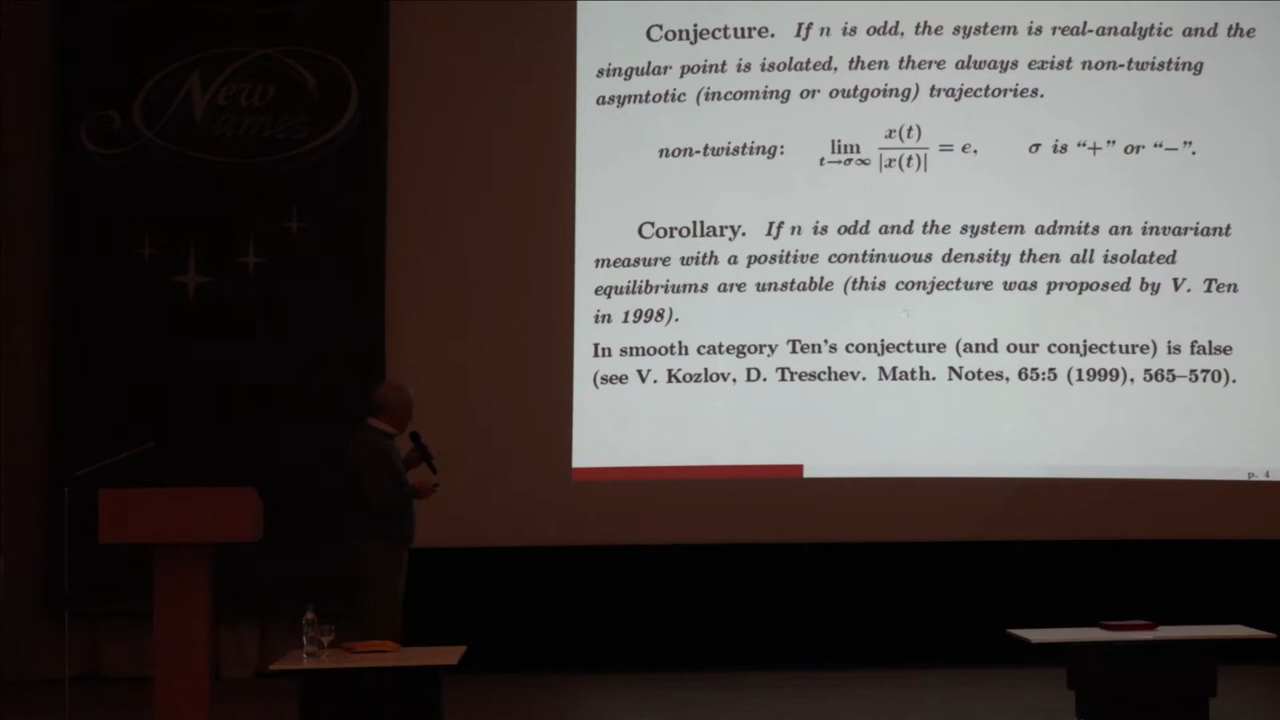 New
Names
Conjecture. If n is odd, the system is real-analytic and the
singular point is isolated, then there always exist non-twisting
asymtotic (incoming or outgoing) trajectories.
non-twisting: lim_{t→σ∞} x(t)/|x(t)| = e, σ is “+” or “−”.
Corollary. If n is odd and the system admits an invariant
measure with a positive continuous density then all isolated
equilibriums are unstable (this conjecture was proposed by V. Ten
in 1998).
In smooth category Ten's conjecture (and our conjecture) is false
(see V. Kozlov, D. Treschev. Math. Notes, 65:5 (1999), 565–570).
p. 4